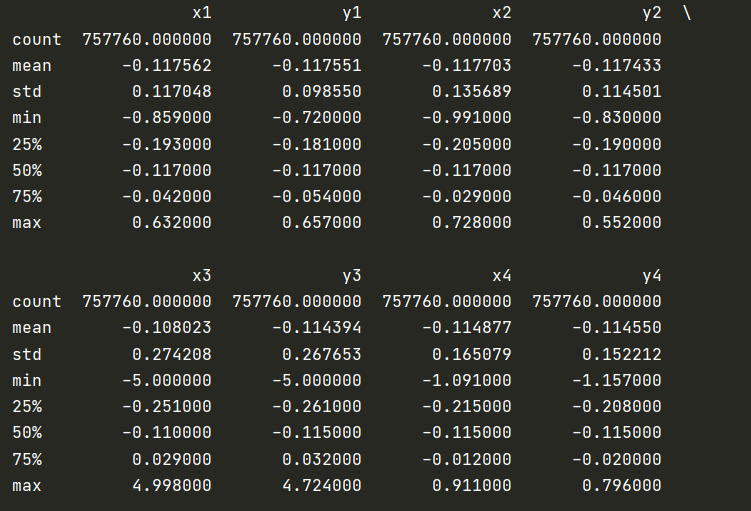 x1 y1 x2 y2 \
count 757760.000000 757760.000000 757760.000000 757760.000000
mean -0.117562 -0.117551 -0.117703 -0.117433
std 0.117048 0.098550 0.135689 0.114501
min -0.859000 -0.720000 -0.991000 -0.830000
25% -0.193000 -0.181000 -0.205000 -0.190000
50% -0.117000 -0.117000 -0.117000 -0.117000
75% -0.042000 -0.054000 -0.029000 -0.046000
max 0.632000 0.657000 0.728000 0.552000
x3 y3 x4 y4
count 757760.000000 757760.000000 757760.000000 757760.000000
mean -0.108023 -0.114394 -0.114877 -0.114550
std 0.274208 0.267653 0.165079 0.152212
min -5.000000 -5.000000 -1.091000 -1.157000
25% -0.251000 -0.261000 -0.215000 -0.208000
50% -0.110000 -0.115000 -0.115000 -0.115000
75% 0.029000 0.032000 -0.012000 -0.020000
max 4.998000 4.724000 0.911000 0.796000